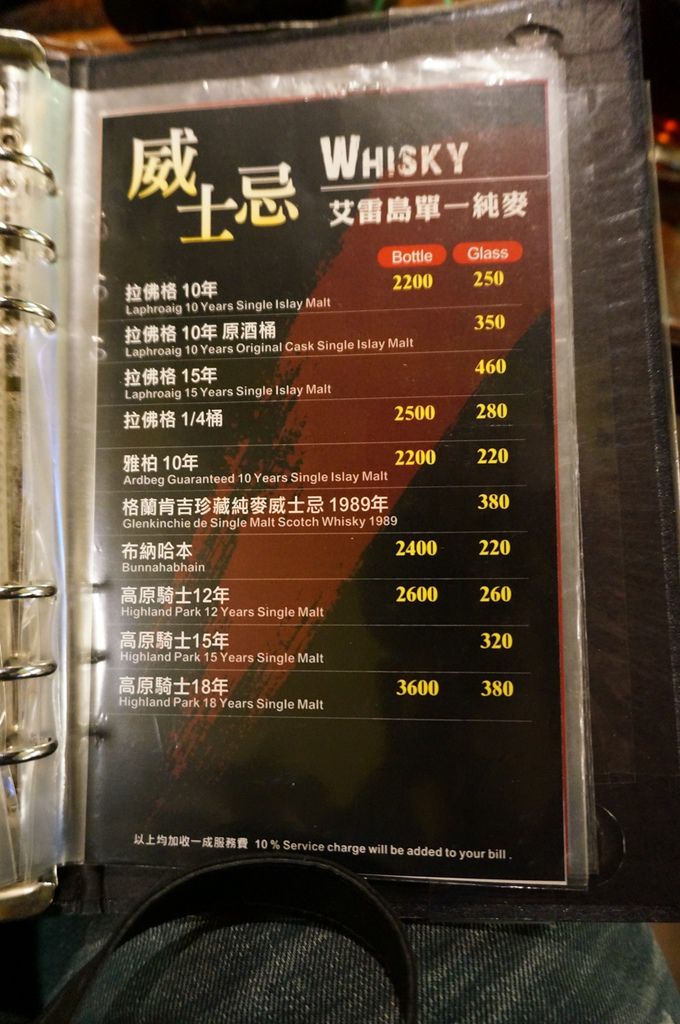 威士忌 WHISKY
艾雷島單一純麥
Bottle Glass
拉佛格 10年 2200 250
Laphroaig 10 Years Single Islay Malt
拉佛格 10年 原酒桶 350
Laphroaig 10 Years Original Cask Single Islay Malt
拉佛格 15年 460
Laphroaig 15 Years Single Islay Malt
拉佛格 1/4桶 2500 280
雅柏 10年 2200 220
Ardbeg Guaranteed 10 Years Single Islay Malt
格蘭肯吉珍藏純麥威士忌 1989年 380
Glenkinchie de Single Malt Scotch Whisky 1989
布納哈本 2400 220
Bunnahabhain
高原騎士12年 2600 260
Highland Park 12 Years Single Malt
高原騎士15年 320
Highland Park 15 Years Single Malt
高原騎士18年 3600 380
Highland Park 18 Years Single Malt
以上均加收一成服務費 10 % Service charge will be added to your bill .